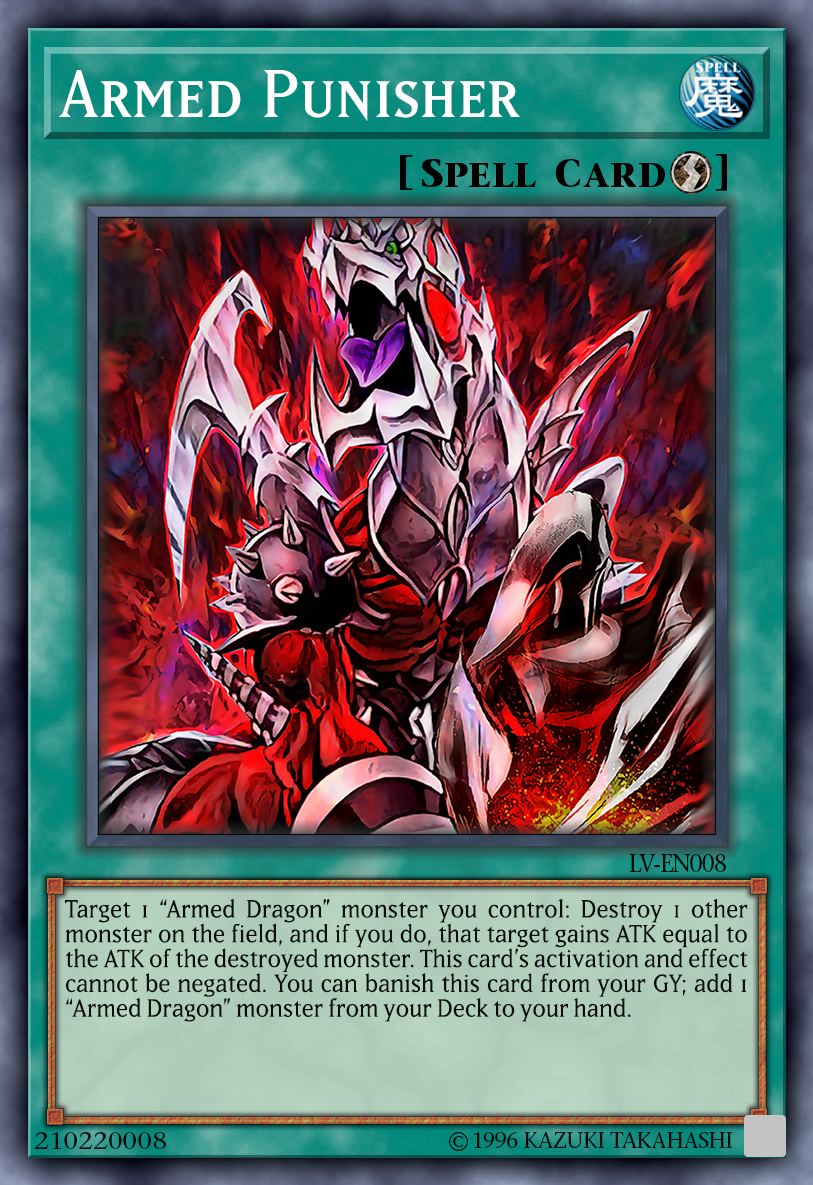 Armed Punisher
SPELL
魔
[Spell Card]
LV-EN008
Target 1 “Armed Dragon” monster you control: Destroy 1 other
monster on the field, and if you do, that target gains ATK equal to
the ATK of the destroyed monster. This card’s activation and effect
cannot be negated. You can banish this card from your GY; add 1
“Armed Dragon” monster from your Deck to your hand.
210220008
© 1996 KAZUKI TAKAHASHI